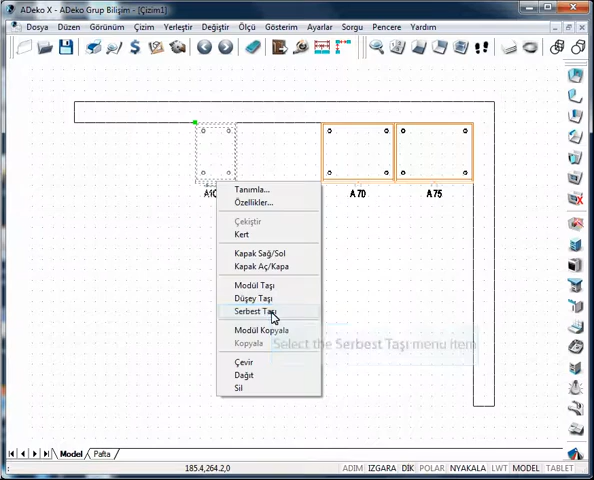 ADeko X - ADeko Grup Bilişim - [Çizim1]
Dosya Düzen Görünüm Çizim Yerleştir Değiştir Ölçü Gösterim Ayarlar Sorgu Pencere Yardım
A 70 A 75
Tanımla...
Özellikler...
Çekiştir
Kert
Kapak Sağ/Sol
Kapak Aç/Kapa
Modül Taşı
Düşey Taşı
Serbest Taşı
Modül Kopyala
Kopyala
Select the Serbest Taşı menu item
Çevir
Dağıt
Sil
Model Pafta
185.4,264.2,0 ADIM IZGARA DİK POLAR NYAKALA LWT MODEL TABLET